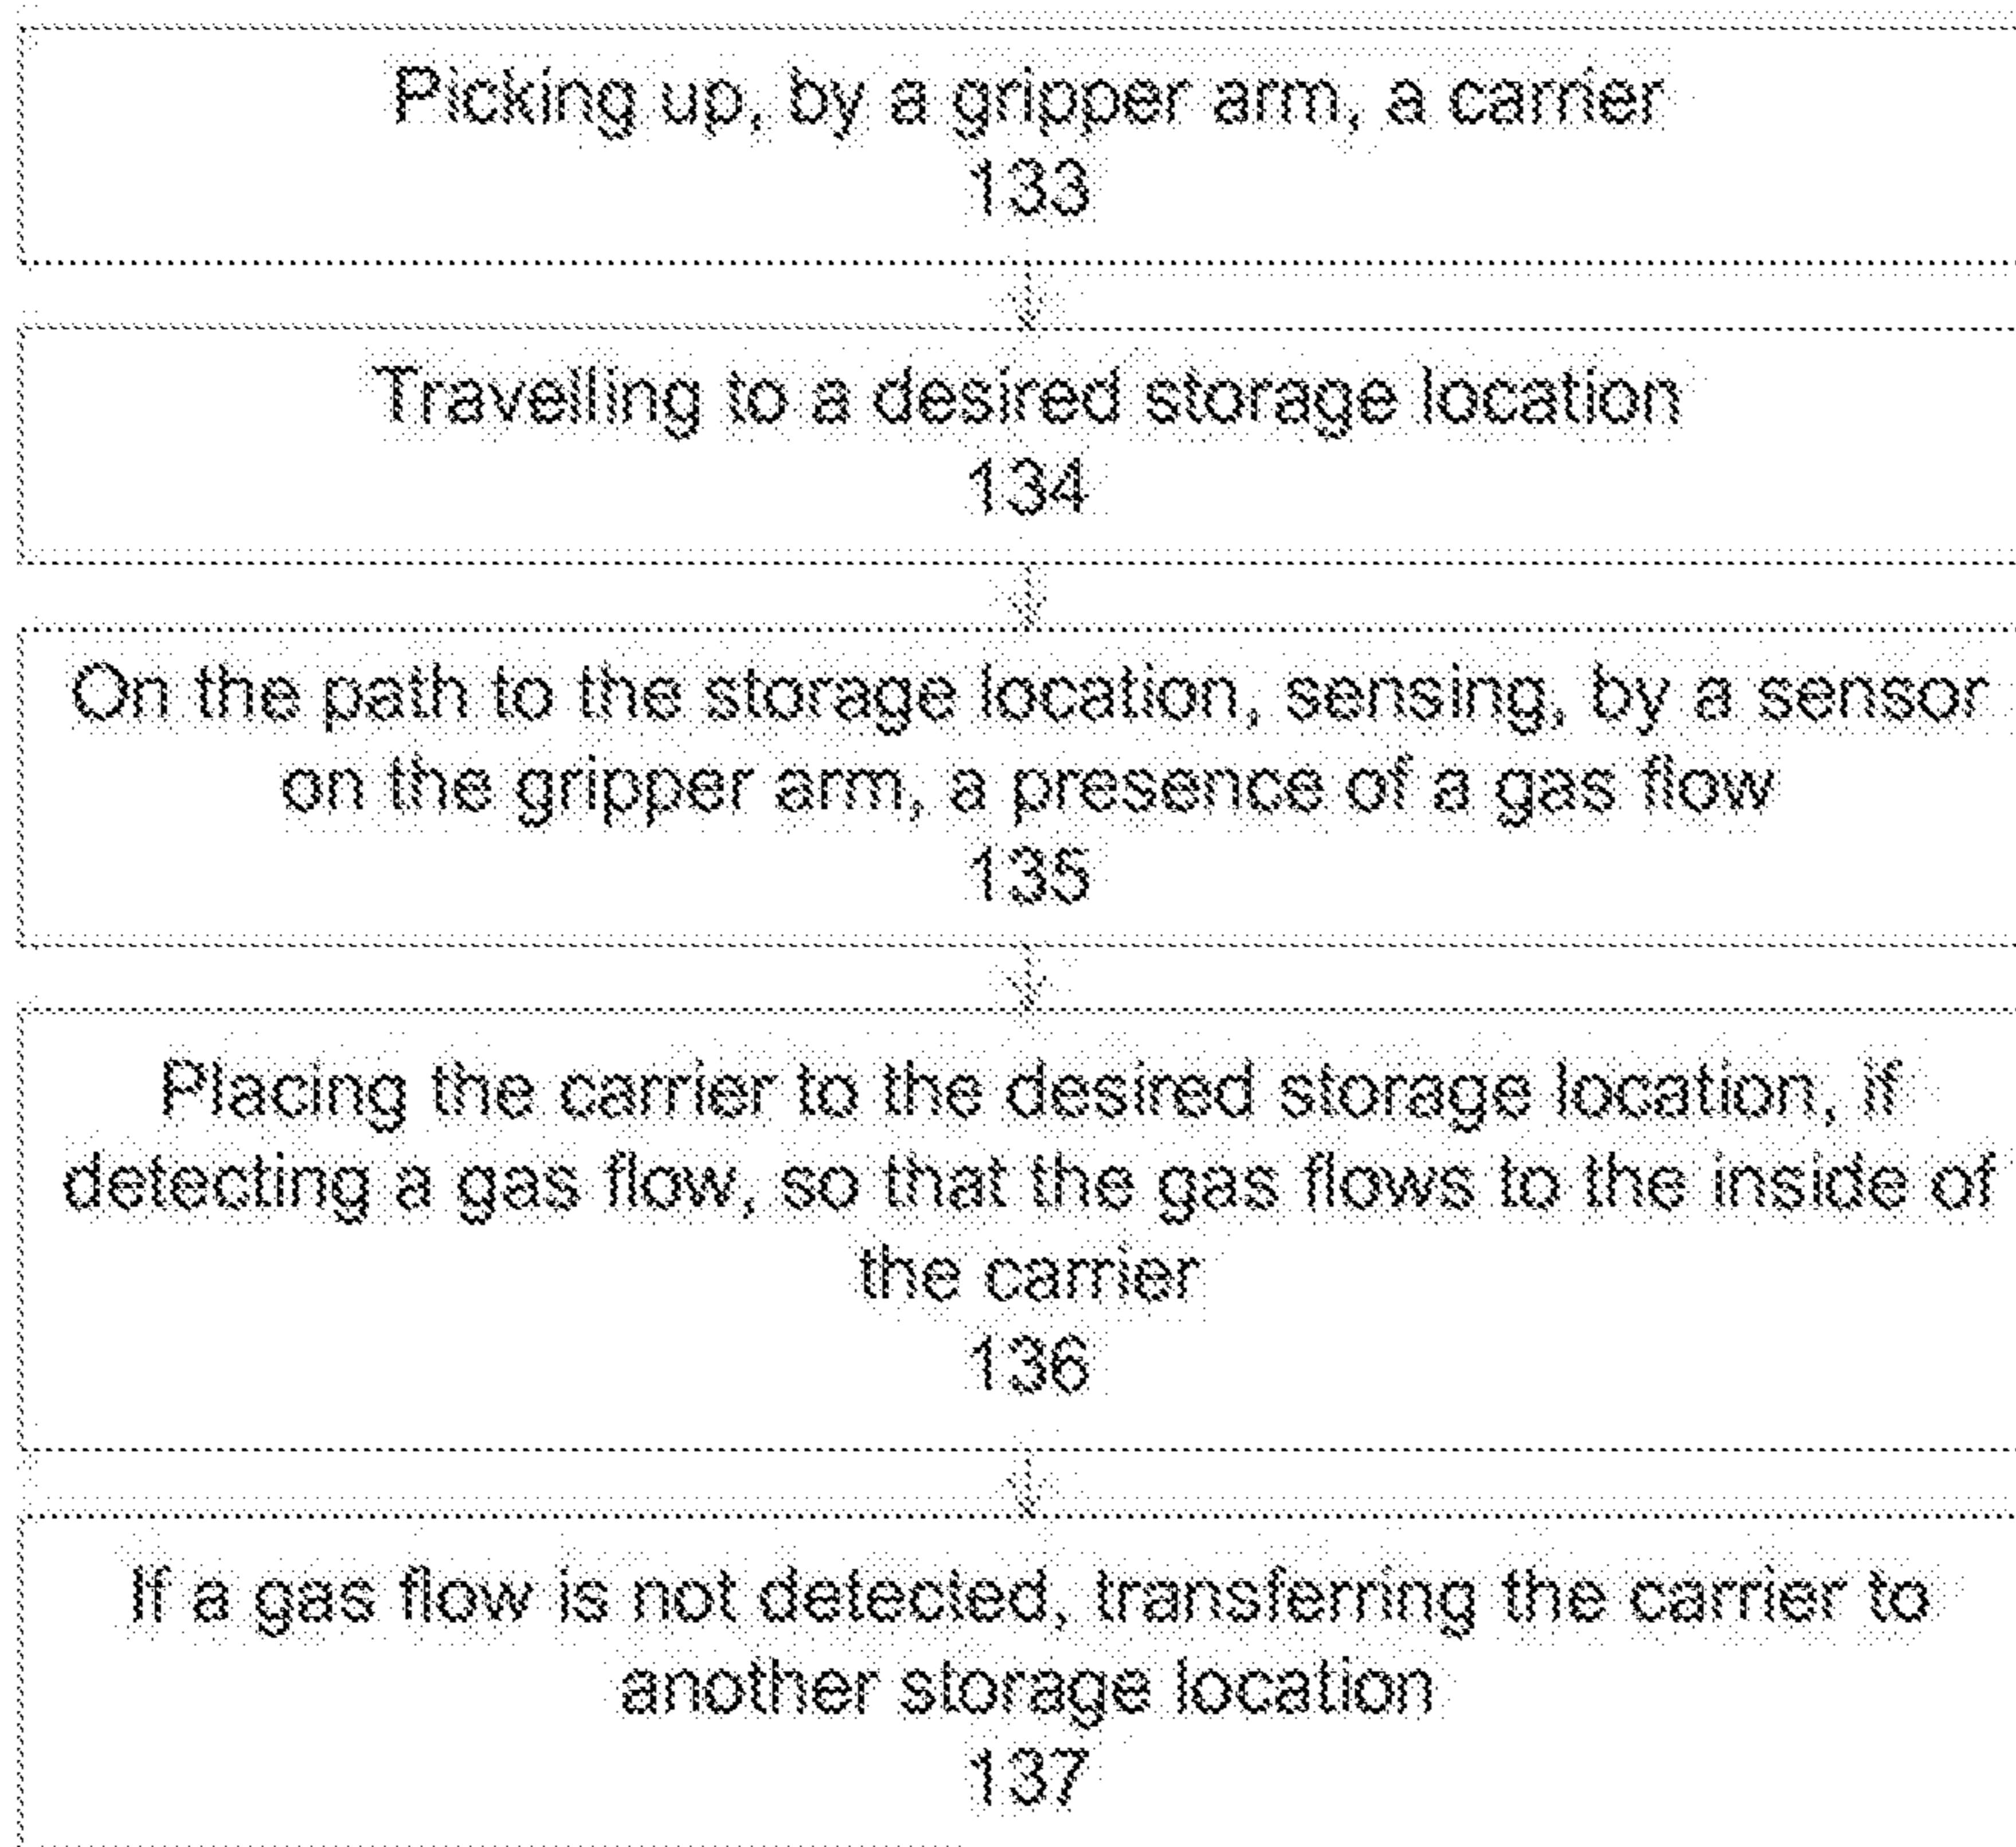 Picking up, by a gripper arm, a carrier
133
Travelling to a desired storage location
134
On the path to the storage location, sensing, by a sensor
on the gripper arm, a presence of a gas flow
135
Placing the carrier to the desired storage location, if
detecting a gas flow, so that the gas flows to the inside of
the carrier
136
If a gas flow is not detected, transferring the carrier to
another storage location
137